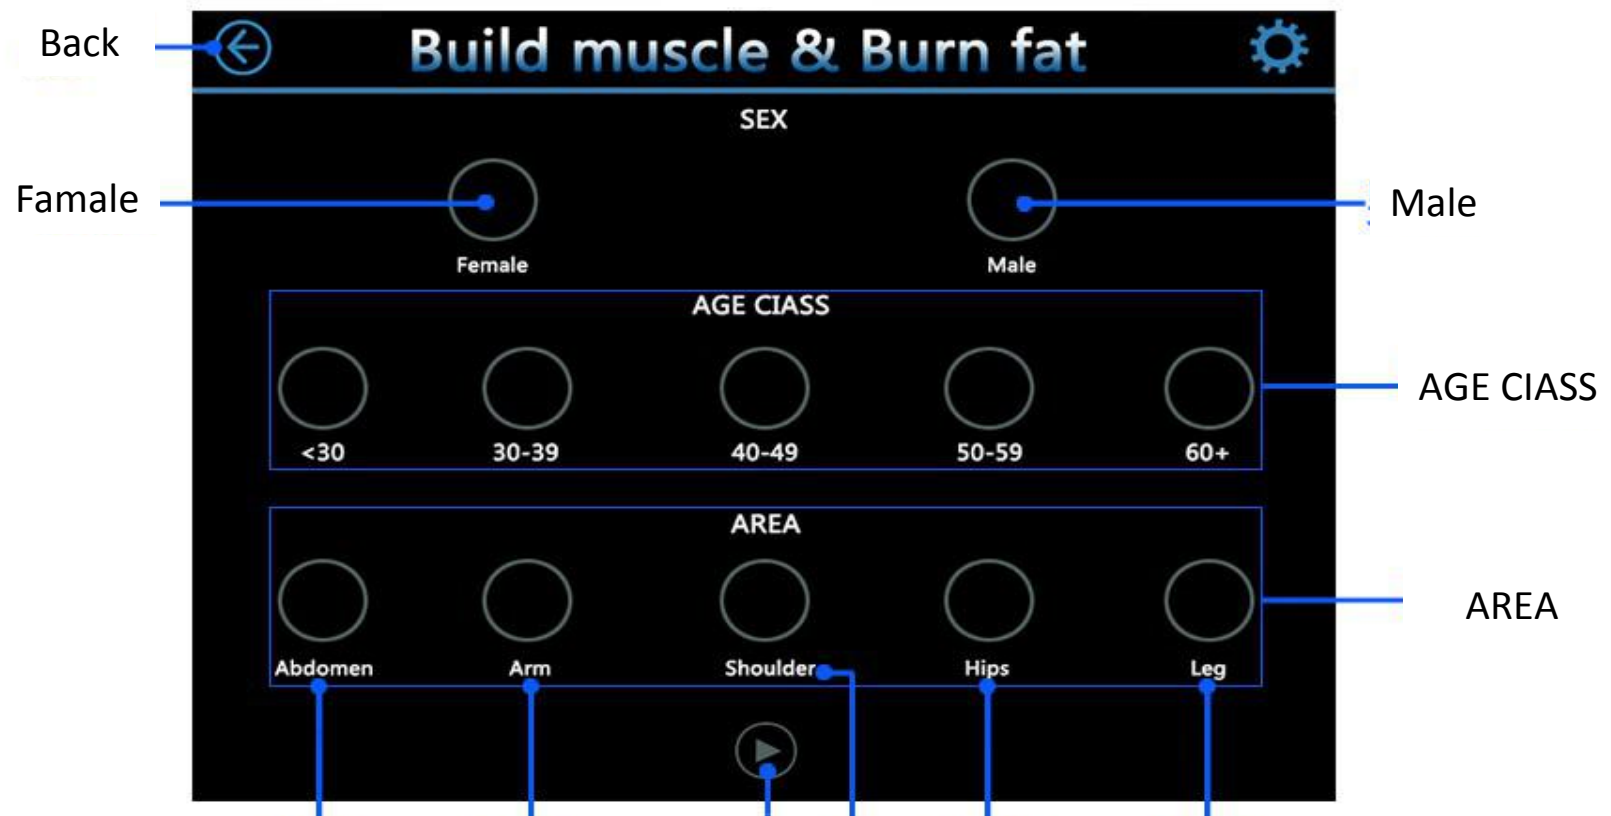 Back
Build muscle & Burn fat
SEX
Famale
Male
Female
Male
AGE CIASS
AGE CIASS
<30
30-39
40-49
50-59
60+
AREA
AREA
Abdomen
Arm
Shoulder
Hips
Leg